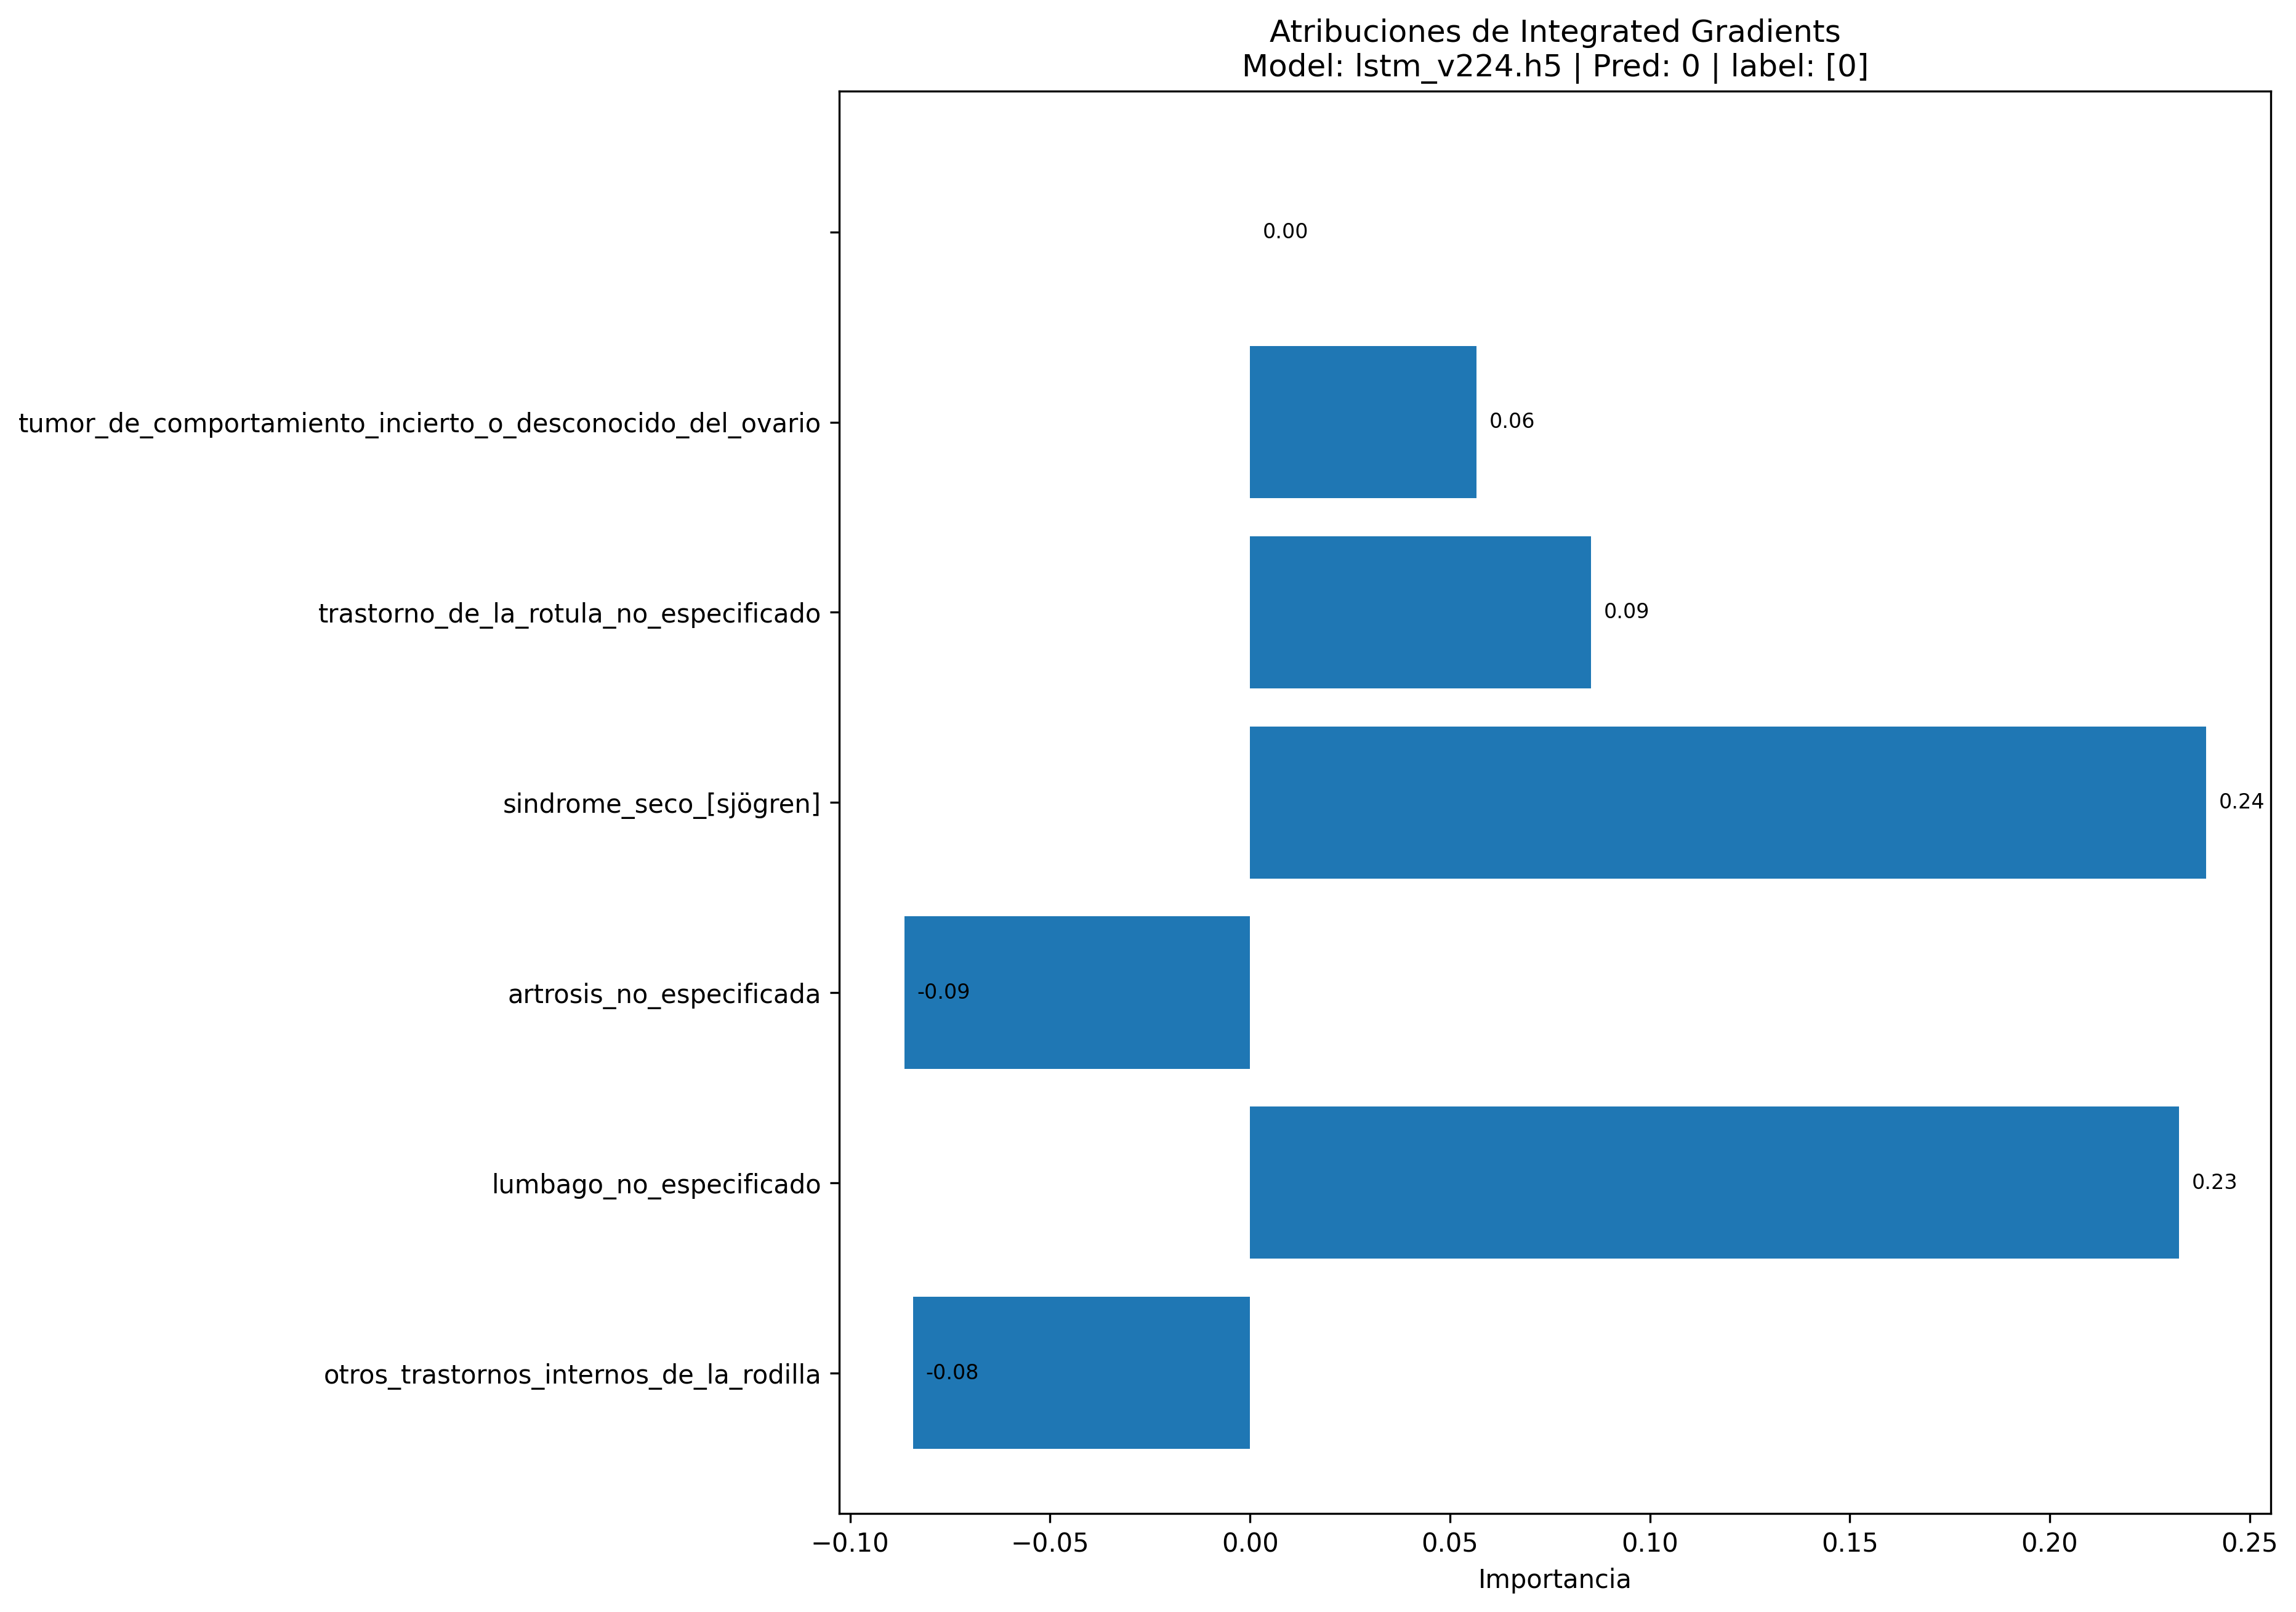 Atribuciones de Integrated Gradients
Model: lstm_v224.h5 | Pred: 0 | label: [0]
0.00
tumor_de_comportamiento_incierto_o_desconocido_del_ovario
0.06
trastorno_de_la_rotula_no_especificado
0.09
sindrome_seco_[sjögren]
0.24
artrosis_no_especificada
-0.09
lumbago_no_especificado
0.23
otros_trastornos_internos_de_la_rodilla
-0.08
−0.10 −0.05 0.00 0.05 0.10 0.15 0.20 0.25
Importancia